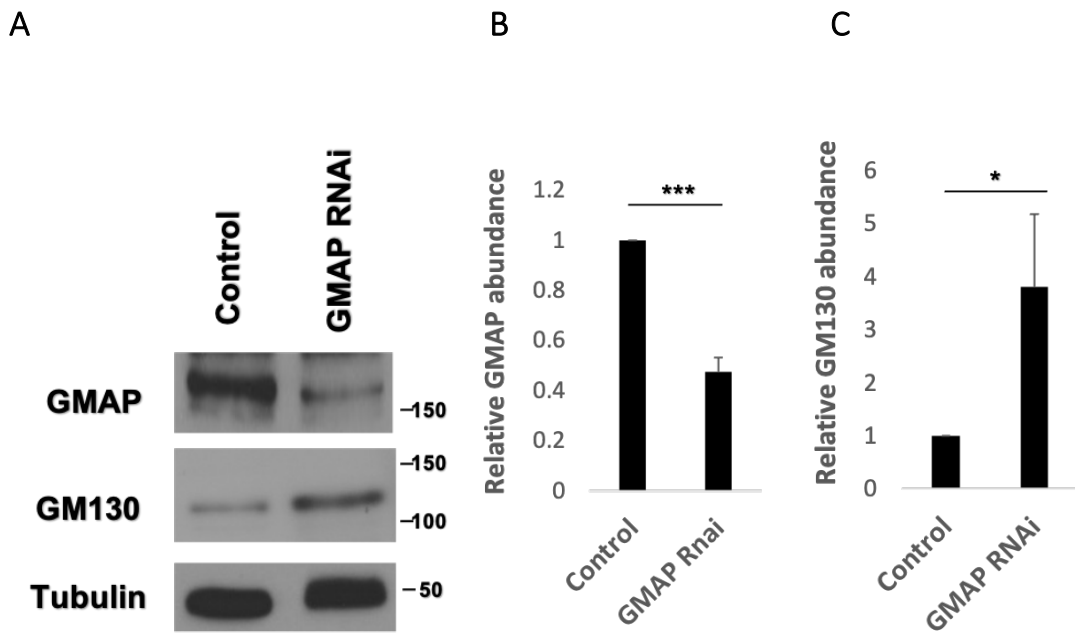 A
B
C
Control
GMAP RNAi
GMAP
–150
–150
GM130
–100
Tubulin
–50
Relative GMAP abundance
1.2
1
0.8
0.6
0.4
0.2
0
***
Control
GMAP Rnai
Relative GM130 abundance
6
5
4
3
2
1
0
*
Control
GMAP RNAi